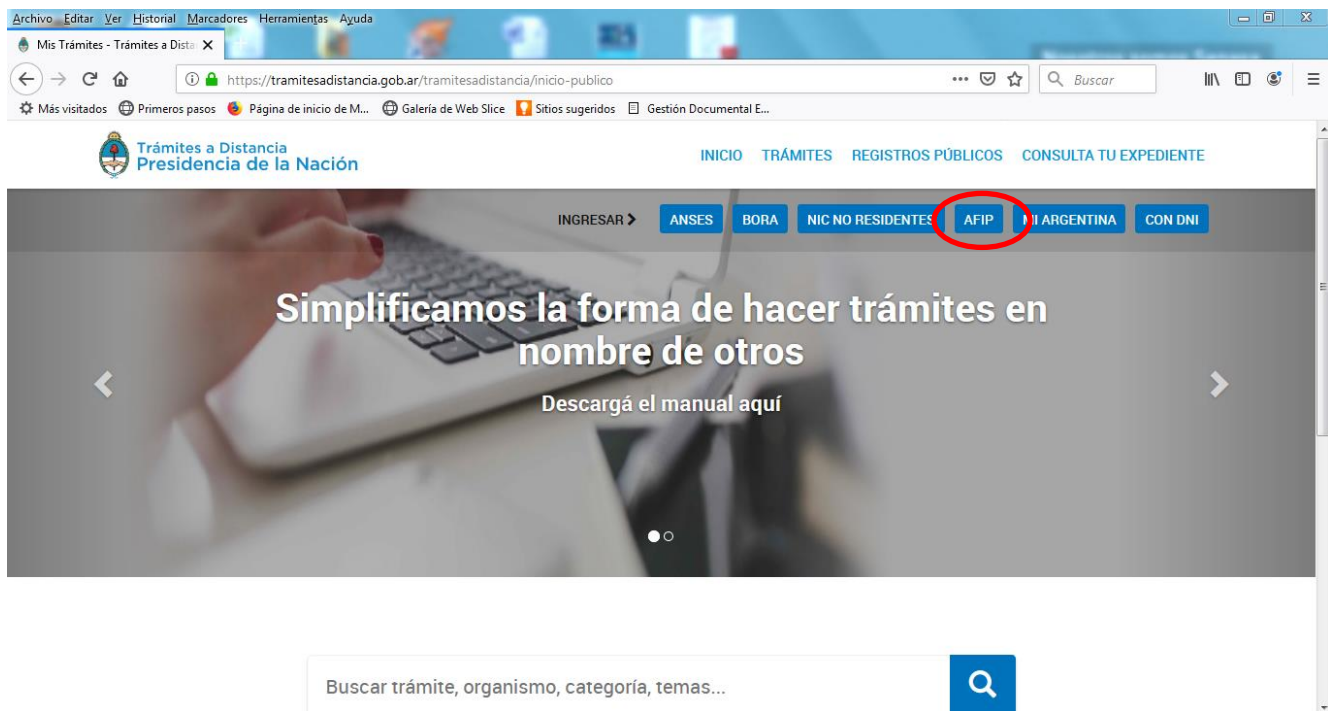 Archivo Editar Ver Historial Marcadores Herramientas Ayuda
Mis Trámites - Trámites a Dista
https://tramitesadistancia.gob.ar/tramitesadistancia/inicio-publico
Buscar
Más visitados Primeros pasos Página de inicio de M... Galería de Web Slice Sitios sugeridos Gestión Documental E...
Trámites a Distancia
Presidencia de la Nación
INICIO TRÁMITES REGISTROS PÚBLICOS CONSULTA TU EXPEDIENTE
INGRESAR ANSES BORA NIC NO RESIDENTES AFIP MI ARGENTINA CON DNI
Simplificamos la forma de hacer trámites en
nombre de otros
Descargá el manual aquí
Buscar trámite, organismo, categoría, temas...